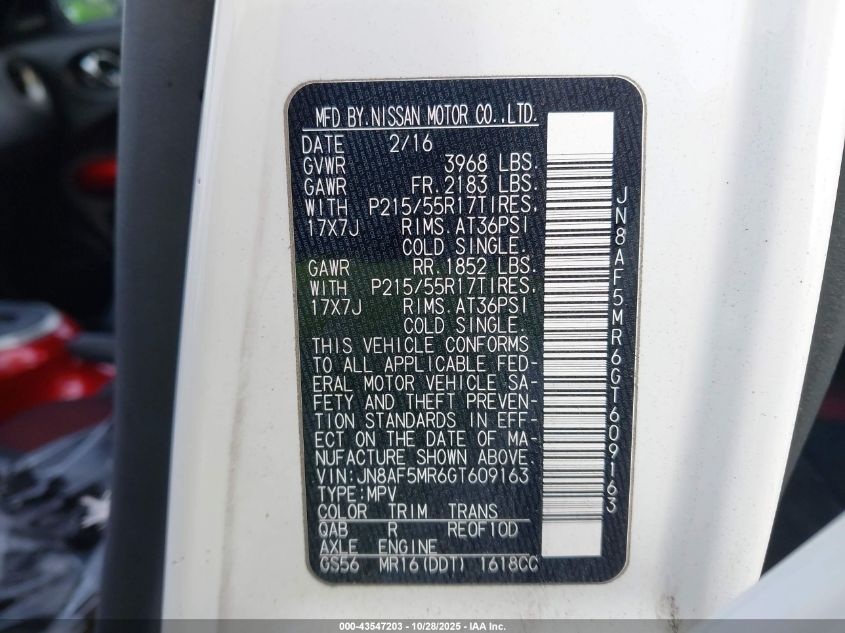 MFD BY.NISSAN MOTOR CO.,LTD.
DATE 2/16
GVWR 3968 LBS.
GAWR FR.2183 LBS.
WITH P215/55R17TIRES,
17X7J RIMS.AT36PSI
COLD SINGLE.
GAWR RR.1852 LBS.
WITH P215/55R17TIRES,
17X7J RIMS.AT36PSI
COLD SINGLE.
THIS VEHICLE CONFORMS
TO ALL APPLICABLE FED-
ERAL MOTOR VEHICLE SA-
FETY AND THEFT PREVEN-
TION STANDARDS IN EFF-
ECT ON THE DATE OF MA-
NUFACTURE SHOWN ABOVE.
VIN:JN8AF5MR6GT609163
TYPE:MPV
COLOR TRIM TRANS
QAB R RE0F10D
AXLE ENGINE
GS56 MR16(DDT) 1618CC
JN8AF5MR6GT609163
000-43547203 - 10/28/2025 - IAA Inc.